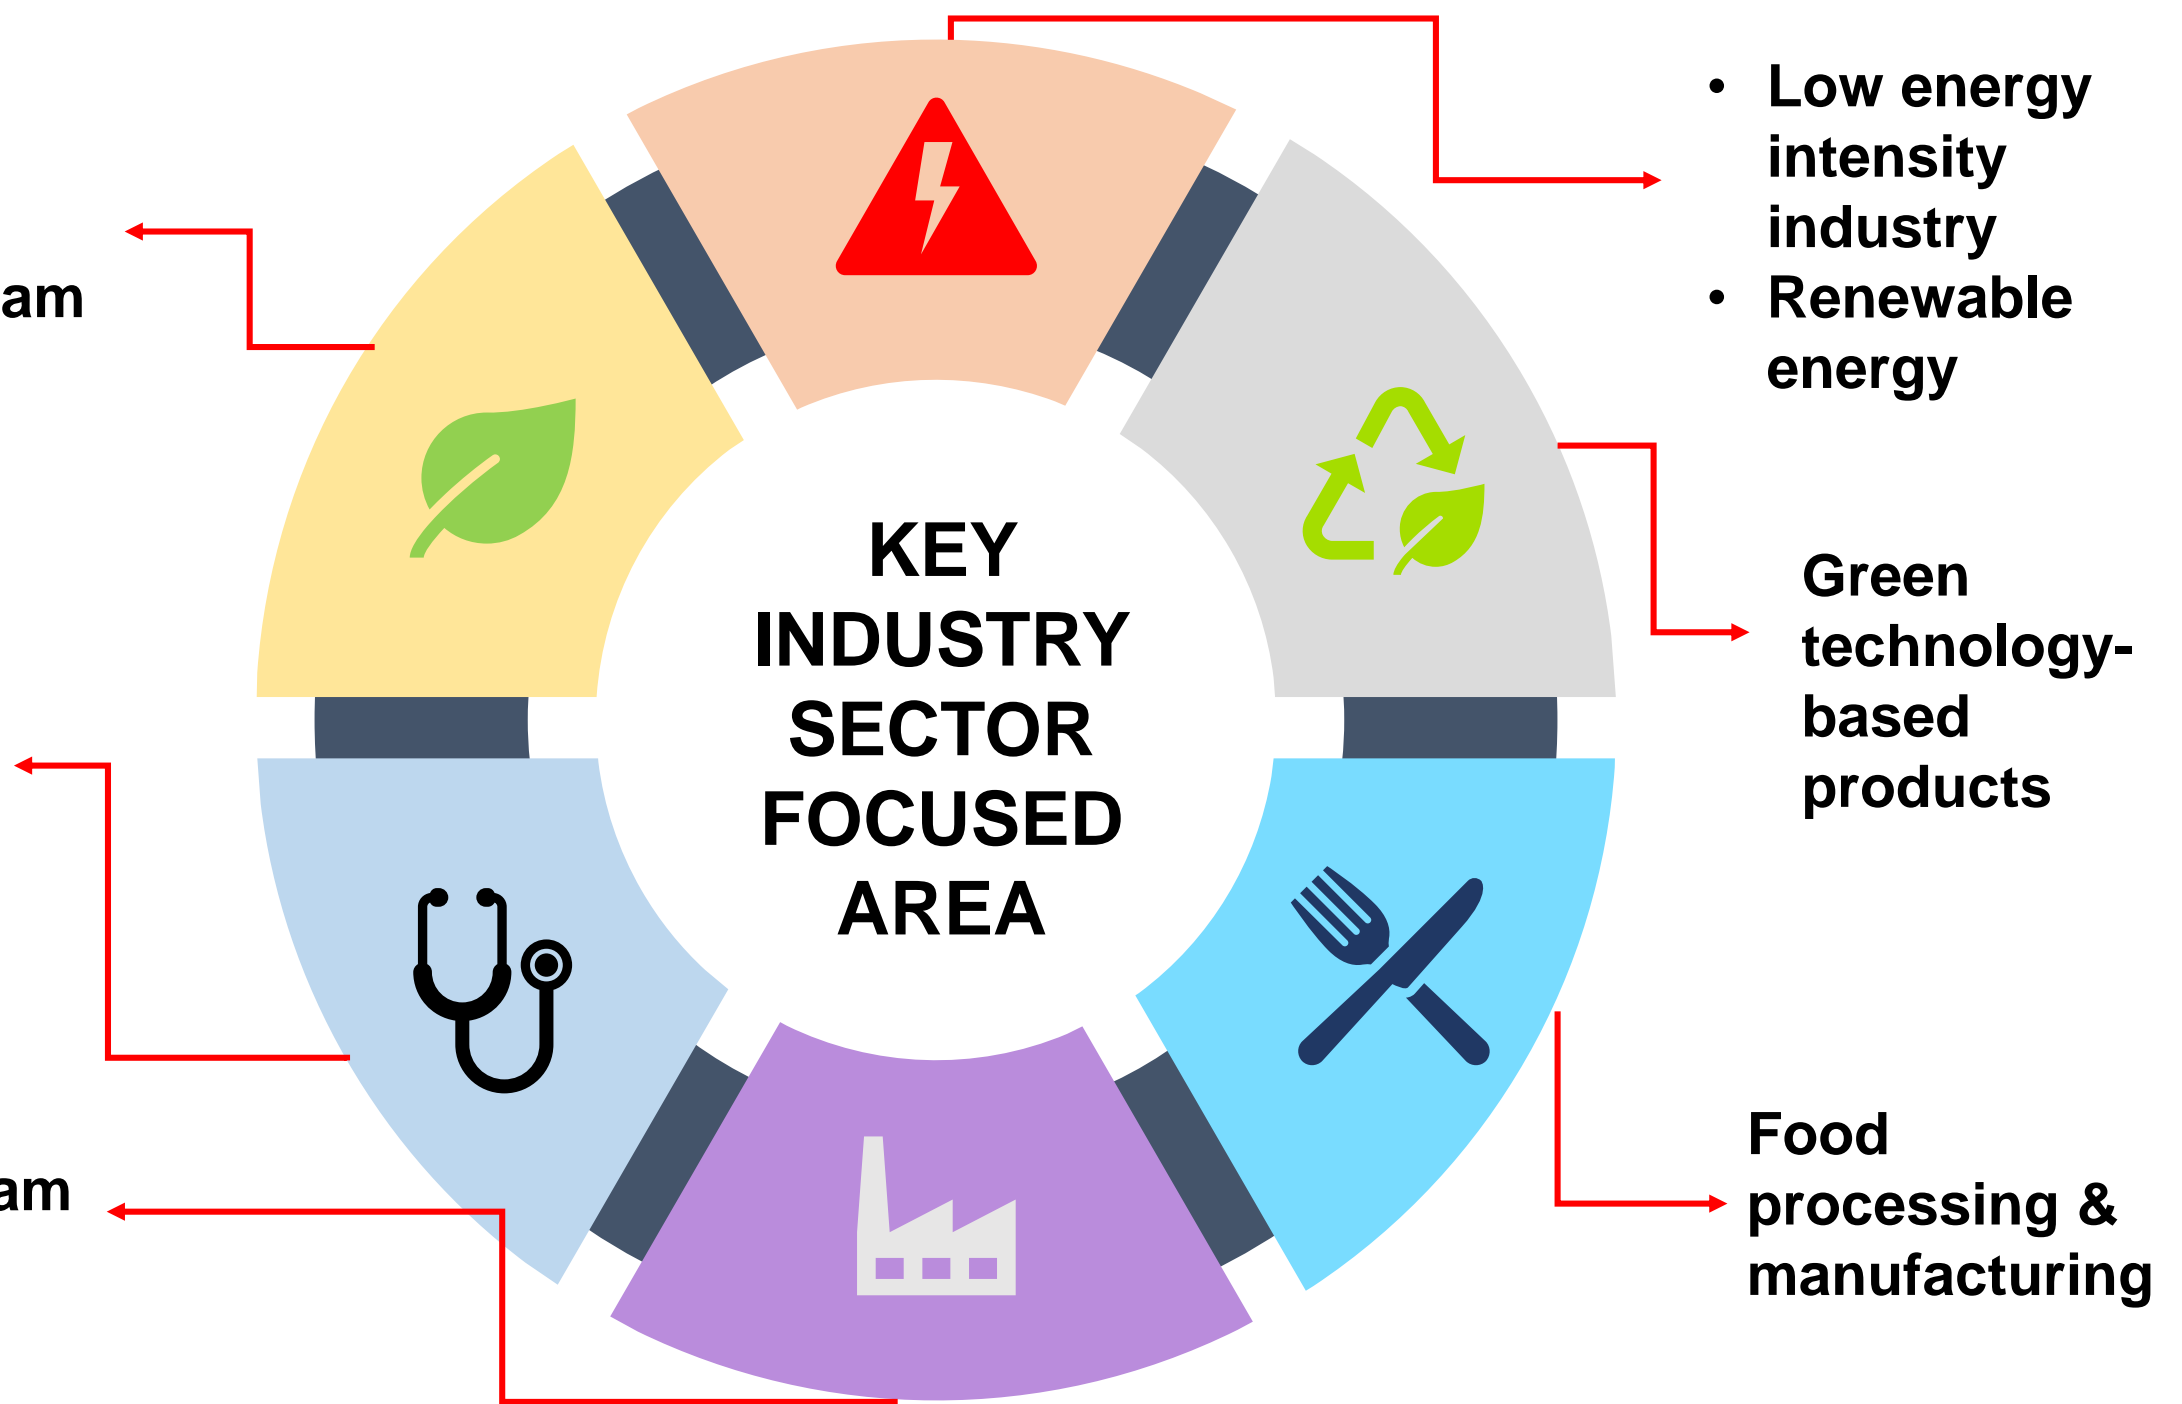 • Low energy
intensity
industry
• Renewable
energy
am
KEY
INDUSTRY
SECTOR
FOCUSED
AREA
Green
technology-
based
products
Food
processing &
manufacturing
am